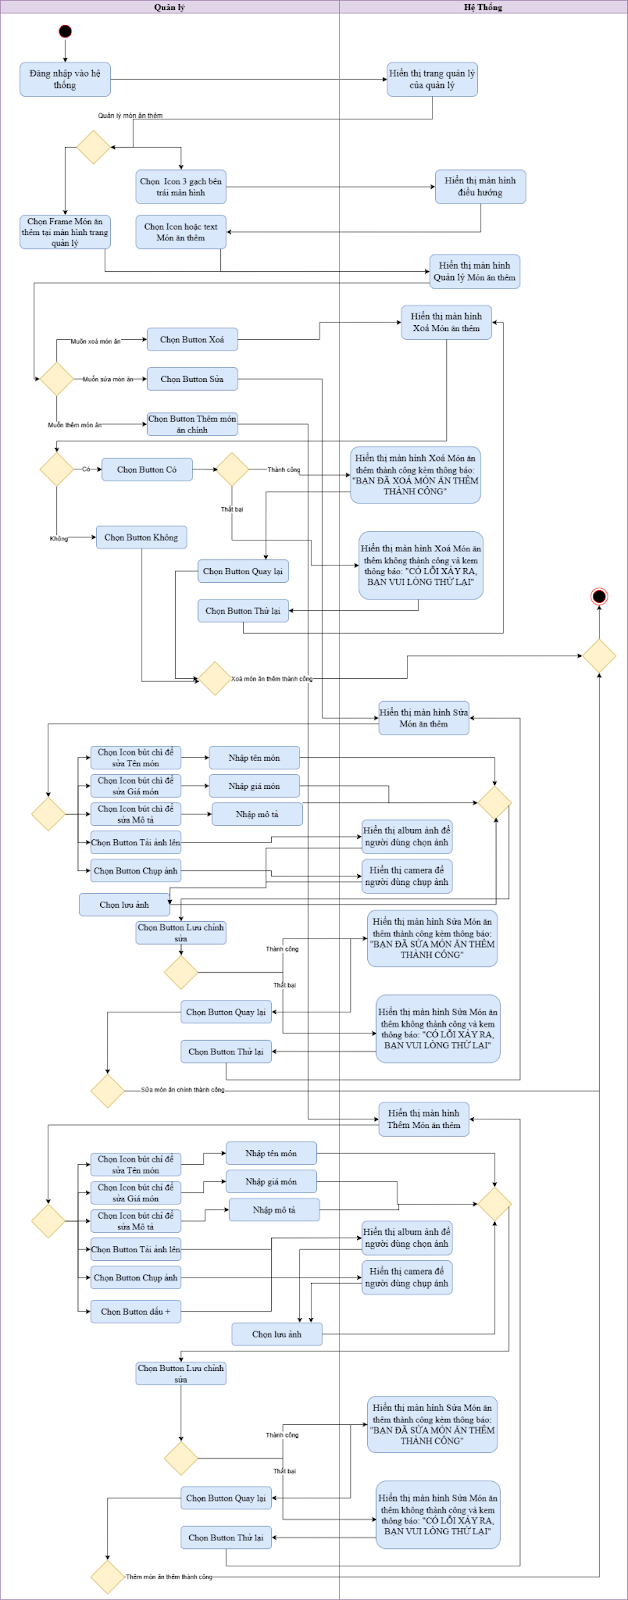 Quản lý
Hệ Thống
Đăng nhập vào hệ
thống
Hiển thị trang quản lý
của quản lý
Quản lý món ăn thêm
Chọn Icon 3 gạch bên
trái màn hình
Hiển thị màn hình
điều hướng
Chọn Frame Món ăn
thêm tại màn hình trang
quản lý
Chọn Icon hoặc text
Món ăn thêm
Hiển thị màn hình
Quản lý Món ăn thêm
Hiển thị màn hình
Xoá Món ăn thêm
Muốn xoá món ăn
Chọn Button Xoá
Muốn sửa món ăn
Chọn Button Sửa
Muốn thêm món ăn
Chọn Button Thêm món
ăn chính
Có
Chọn Button Có
Thành công
Hiển thị màn hình Xoá Món ăn
thêm thành công kèm thông báo:
"BẠN ĐÃ XOÁ MÓN ĂN THÊM
THÀNH CÔNG"
Thất bại
Không
Chọn Button Không
Hiển thị màn hình Xoá Món ăn
thêm không thành công và kem
thông báo: "CÓ LỖI XẢY RA,
BẠN VUI LÒNG THỬ LẠI"
Chọn Button Quay lại
Chọn Button Thử lại
Xoá món ăn thêm thành công
Hiển thị màn hình Sửa
Món ăn thêm
Chọn Icon bút chì để
sửa Tên món
Nhập tên món
Chọn Icon bút chì để
sửa Giá món
Nhập giá món
Chọn Icon bút chì để
sửa Mô tả
Nhập mô tả
Chọn Button Tải ảnh lên
Hiển thị album ảnh để
người dùng chọn ảnh
Chọn Button Chụp ảnh
Hiển thị camera để
người dùng chụp ảnh
Chọn lưu ảnh
Chọn Button Lưu chỉnh
sửa
Thành công
Hiển thị màn hình Sửa Món ăn
thêm thành công kèm thông báo:
"BẠN ĐÃ SỬA MÓN ĂN THÊM
THÀNH CÔNG"
Thất bại
Chọn Button Quay lại
Hiển thị màn hình Sửa Món ăn
thêm không thành công và kem
thông báo: "CÓ LỖI XẢY RA,
BẠN VUI LÒNG THỬ LẠI"
Chọn Button Thử lại
Sửa món ăn chính thành công
Hiển thị màn hình
Thêm Món ăn thêm
Chọn Icon bút chì để
sửa Tên món
Nhập tên món
Chọn Icon bút chì để
sửa Giá món
Nhập giá món
Chọn Icon bút chì để
sửa Mô tả
Nhập mô tả
Chọn Button Tải ảnh lên
Hiển thị album ảnh để
người dùng chọn ảnh
Chọn Button Chụp ảnh
Hiển thị camera để
người dùng chụp ảnh
Chọn Button dấu +
Chọn lưu ảnh
Chọn Button Lưu chỉnh
sửa
Thành công
Hiển thị màn hình Sửa Món ăn
thêm thành công kèm thông báo:
"BẠN ĐÃ SỬA MÓN ĂN THÊM
THÀNH CÔNG"
Thất bại
Chọn Button Quay lại
Hiển thị màn hình Sửa Món ăn
thêm không thành công và kem
thông báo: "CÓ LỖI XẢY RA,
BẠN VUI LÒNG THỬ LẠI"
Chọn Button Thử lại
Thêm món ăn thêm thành công